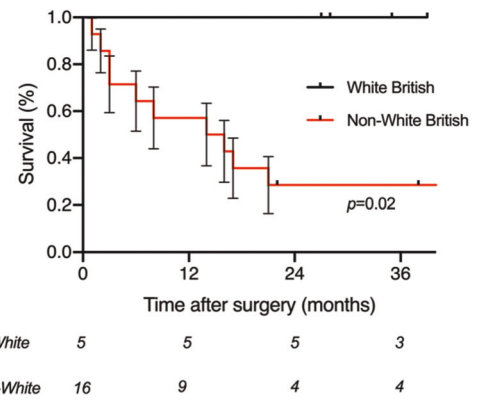 1.0
0.8
0.6
0.4
0.2
0.0
Survival (%)
White British
Non-White British
p=0.02
0 12 24 36
Time after surgery (months)
5 5 5 3
-White 16 9 4 4